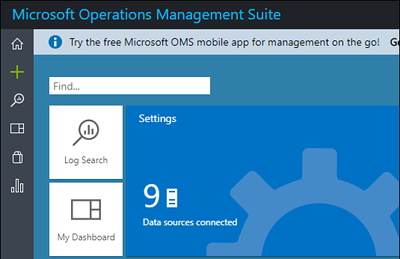 Microsoft Operations Management Suite
Try the free Microsoft OMS mobile app for management on the go!
Find...
Settings
Log Search
9
Data sources connected
My Dashboard